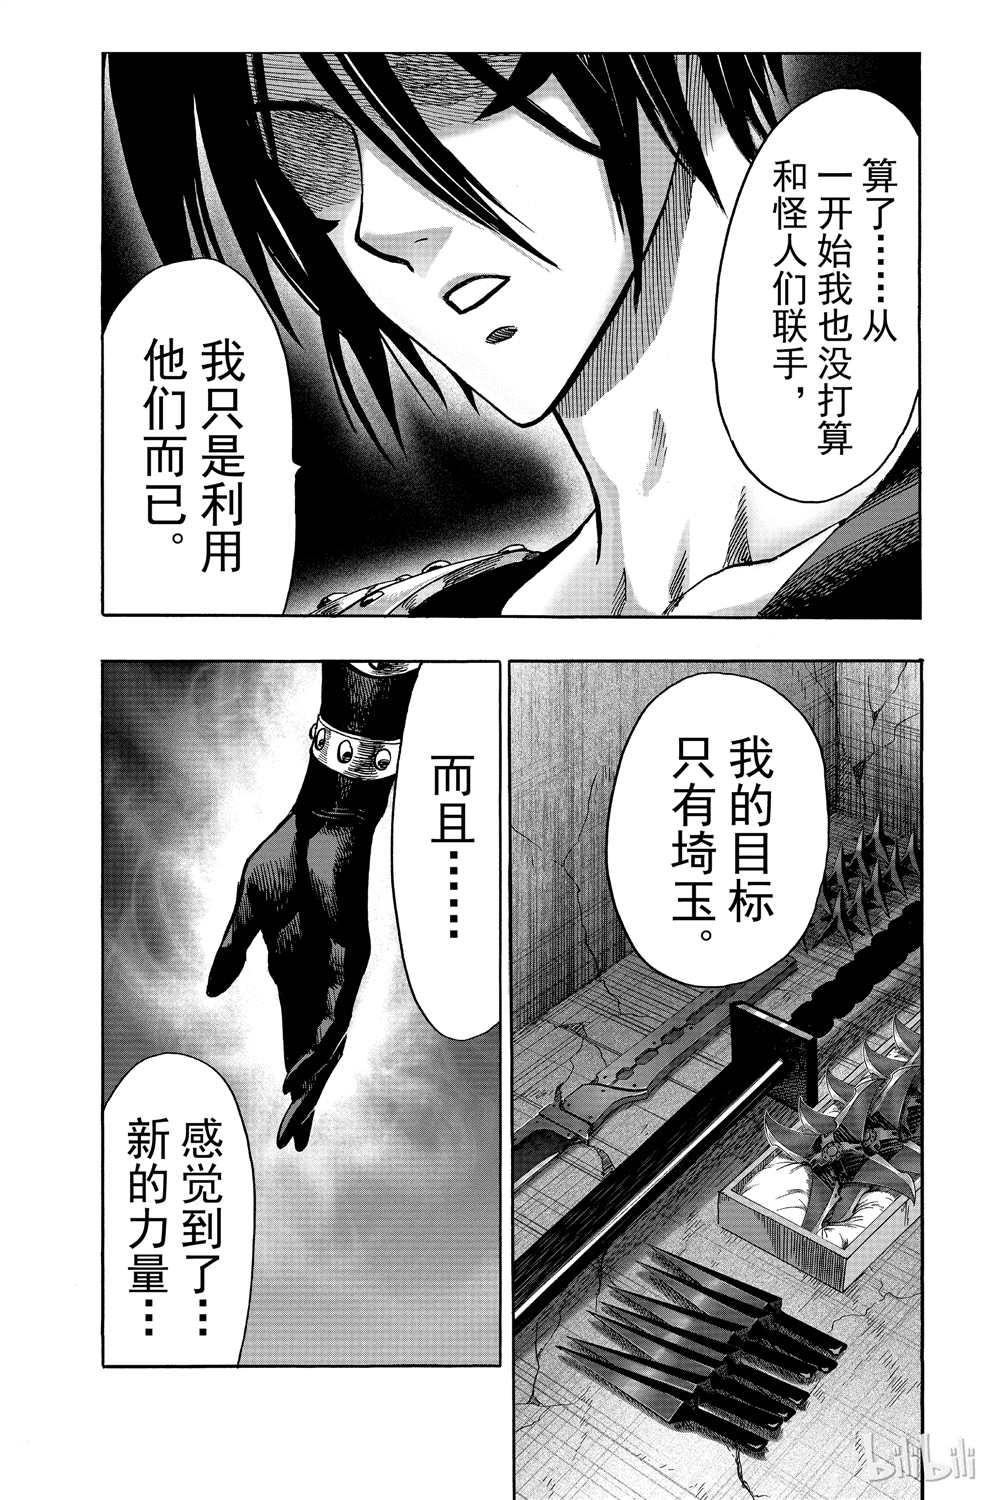 算了……从
一开始我也没打算
和怪人们联手，
我只是利用
他们而已。
我的目标
只有埼玉。
而且……
感觉到了…
新的力量…
bilibili